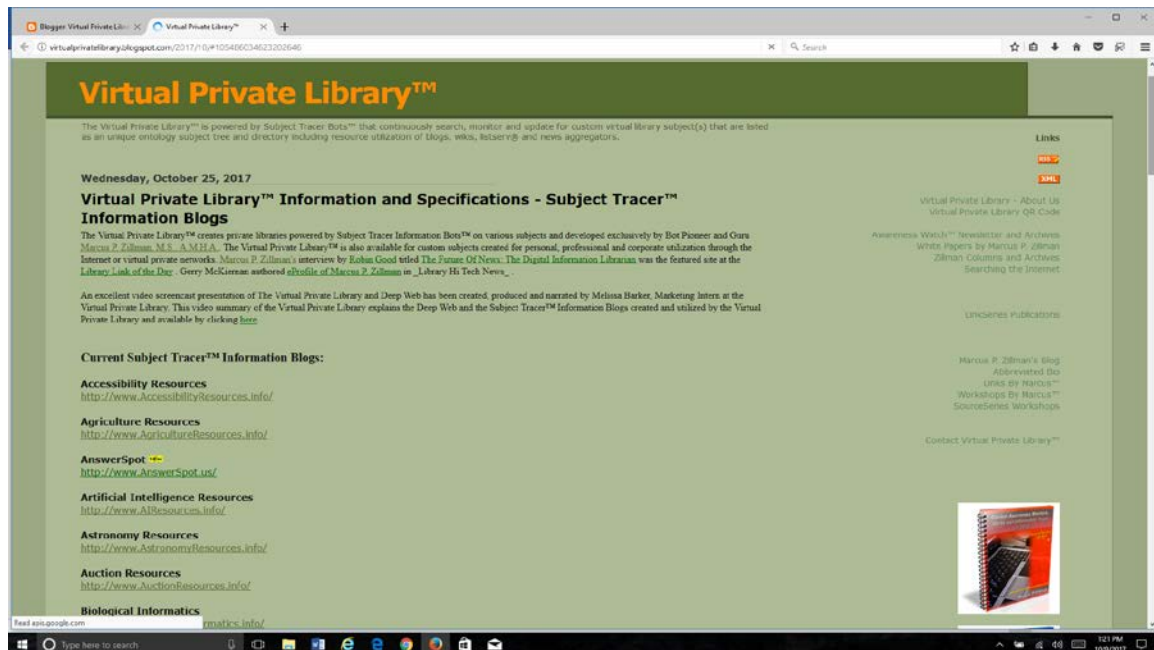 Blogger Virtual Private Libr
Virtual Private Library™
virtualprivatelibrary.blogspot.com/2017/10/#105486034623202646
Search
Virtual Private Library™
The Virtual Private Library™ is powered by Subject Tracer Bots™ that continuously search, monitor and update for custom virtual library subject(s) that are listed
as an unique ontology subject tree and directory including resource utilization of blogs, wikis, listserv® and news aggregators.
Wednesday, October 25, 2017
Virtual Private Library™ Information and Specifications - Subject Tracer™
Information Blogs
The Virtual Private Library™ creates private libraries powered by Subject Tracer Information Bots™ on various subjects and developed exclusively by Bot Pioneer and Guru
Marcus P. Zillman, M.S., A.M.H.A.. The Virtual Private Library™ is also available for custom subjects created for personal, professional and corporate utilization through the
Internet or virtual private networks. Marcus P. Zillman's interview by Robin Good titled The Future Of News: The Digital Information Librarian was the featured site at the
Library Link of the Day . Gerry McKiernan authored eProfile of Marcus P. Zillman in _Library Hi Tech News_ .
An excellent video screencast presentation of The Virtual Private Library and Deep Web has been created, produced and narrated by Melissa Barker, Marketing Intern at the
Virtual Private Library. This video summary of the Virtual Private Library explains the Deep Web and the Subject Tracer™ Information Blogs created and utilized by the Virtual
Private Library and available by clicking here
Current Subject Tracer™ Information Blogs:
Accessibility Resources
http://www.AccessibilityResources.info/
Agriculture Resources
http://www.AgricultureResources.info/
AnswerSpot
http://www.AnswerSpot.us/
Artificial Intelligence Resources
http://www.AIResources.info/
Astronomy Resources
http://www.AstronomyResources.info/
Auction Resources
http://www.AuctionResources.info/
Biological Informatics
rmatics.info/
Links
RSS
XML
Virtual Private Library - About Us
Virtual Private Library QR Code
Awareness Watch™ Newsletter and Archives
White Papers by Marcus P. Zillman
Zillman Columns and Archives
Searching the Internet
LinkSeries Publications
Marcus P. Zillman's Blog
Abbreviated Bio
Links By Marcus™
Workshops By Marcus™
SourceSeries Workshops
Contact Virtual Private Library™
Read apis.google.com
Type here to search
1:21 PM
10/9/2017